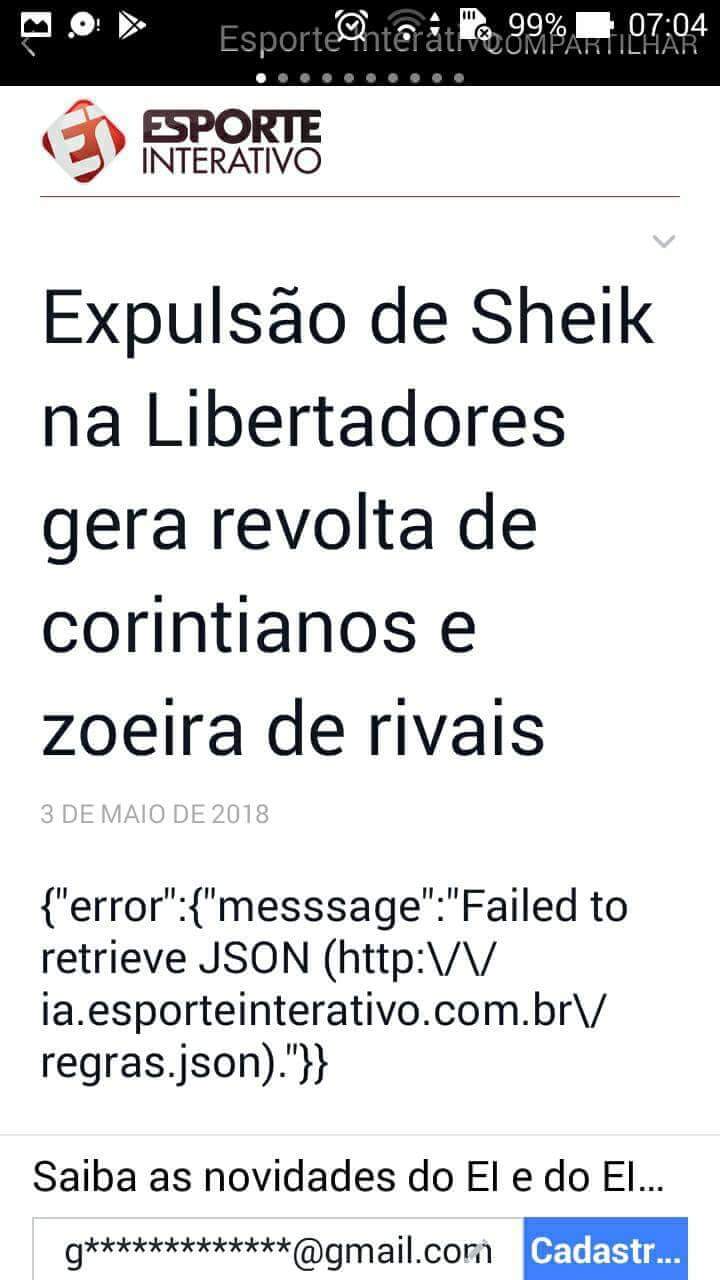 99% 07:04
Esporte Interativo COMPARTILHAR
EI ESPORTE
INTERATIVO
Expulsão de Sheik
na Libertadores
gera revolta de
corintianos e
zoeira de rivais
3 DE MAIO DE 2018
{"error":{"messsage":"Failed to
retrieve JSON (http:\/\/
ia.esporteinterativo.com.br\/
regras.json)."}}
Saiba as novidades do EI e do EI...
g*************@gmail.com Cadastr...